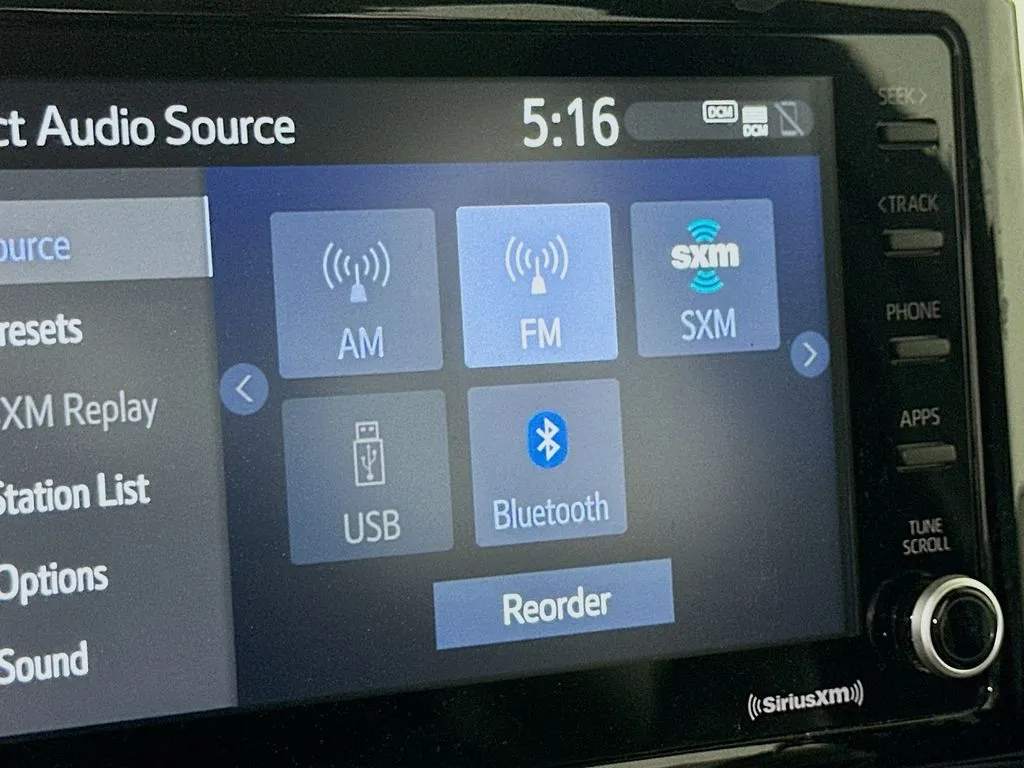 ct Audio Source
5:16
DCM
DCM
SEEK>
<TRACK
PHONE
APPS
TUNE
SCROLL
ource
resets
SXM Replay
Station List
Options
Sound
AM
FM
sxm
SXM
USB
Bluetooth
Reorder
SiriusXM